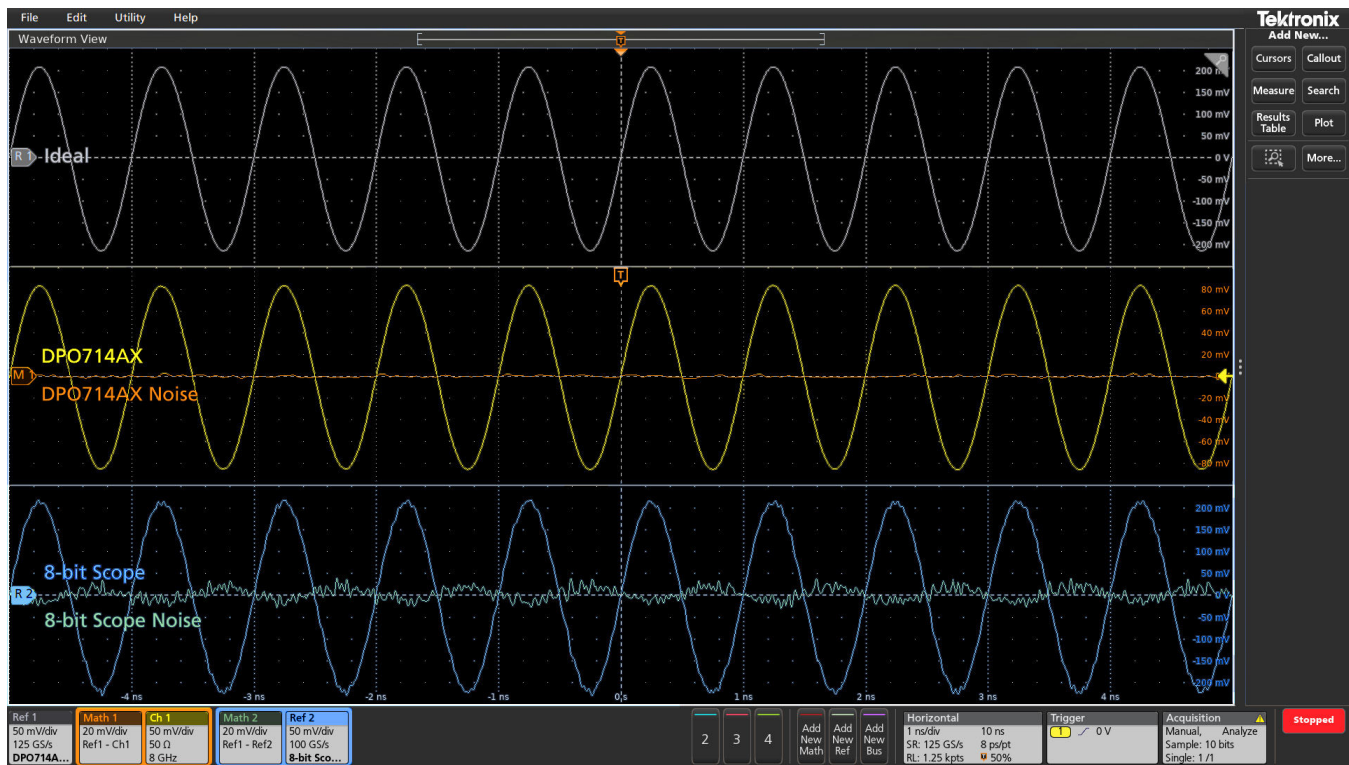 File Edit Utility Help
Tektronix
Waveform View
Add New...
Cursors Callout
Measure Search
Results Table Plot
More...
T
200 mV
150 mV
100 mV
50 mV
R 1 Ideal
0 V
-50 mV
-100 mV
-150 mV
-200 mV
T
80 mV
60 mV
40 mV
DPO714AX
20 mV
M 1
DPO714AX Noise
-20 mV
-40 mV
-60 mV
-80 mV
200 mV
150 mV
100 mV
8-bit Scope
50 mV
R 2
0 V
8-bit Scope Noise
-50 mV
-100 mV
-150 mV
-200 mV
-4 ns -3 ns -2 ns -1 ns 0 s 1 ns 2 ns 3 ns 4 ns
Ref 1
50 mV/div
125 GS/s
DPO714A...
Math 1
20 mV/div
Ref1 - Ch1
Ch 1
50 mV/div
50 Ω
8 GHz
Math 2
20 mV/div
Ref1 - Ref2
Ref 2
50 mV/div
100 GS/s
8-bit Sco...
2 3 4
Add New Math
Add New Ref
Add New Bus
Horizontal
1 ns/div 10 ns
SR: 125 GS/s 8 ps/pt
RL: 1.25 kpts 50%
Trigger
1 0 V
Acquisition
Manual, Analyze
Sample: 10 bits
Single: 1 /1
Stopped